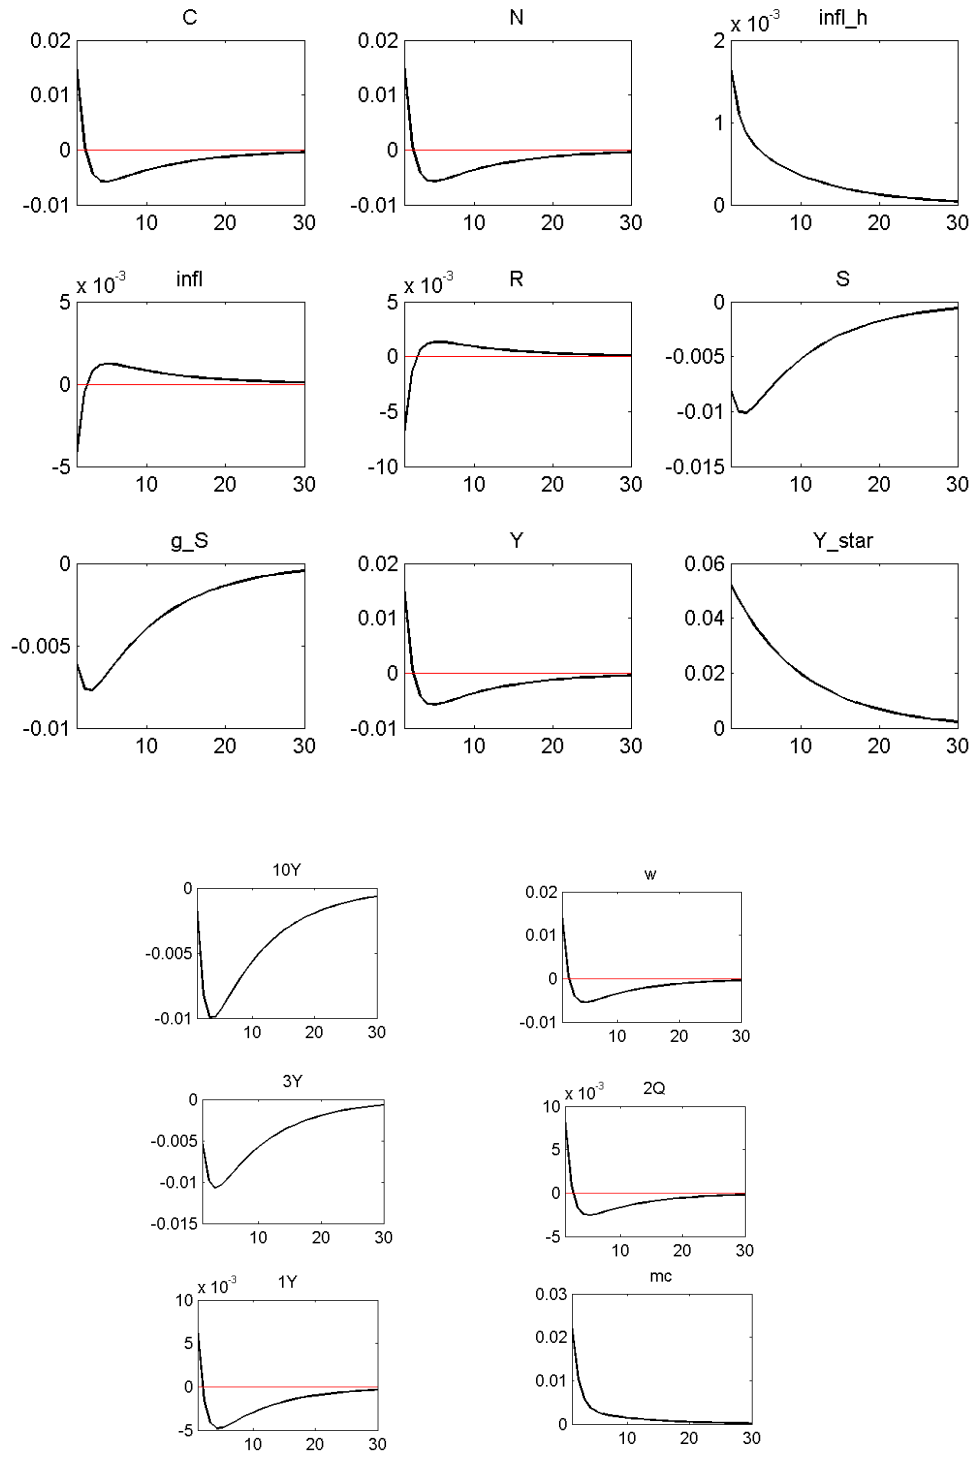 C
0.02
0.01
0
-0.01
10 20 30
N
0.02
0.01
0
-0.01
10 20 30
x 10-3 infl_h
2
1
0
10 20 30
x 10-3 infl
5
0
-5
10 20 30
x 10-3 R
5
0
-5
-10
10 20 30
S
0
-0.005
-0.01
-0.015
10 20 30
g_S
0
-0.005
-0.01
10 20 30
Y
0.02
0.01
0
-0.01
10 20 30
Y_star
0.06
0.04
0.02
0
10 20 30
10Y
0
-0.005
-0.01
10 20 30
w
0.02
0.01
0
-0.01
10 20 30
3Y
0
-0.005
-0.01
-0.015
10 20 30
x 10-3 2Q
10
5
0
-5
10 20 30
x 10-3 1Y
10
5
0
-5
10 20 30
mc
0.03
0.02
0.01
0
10 20 30